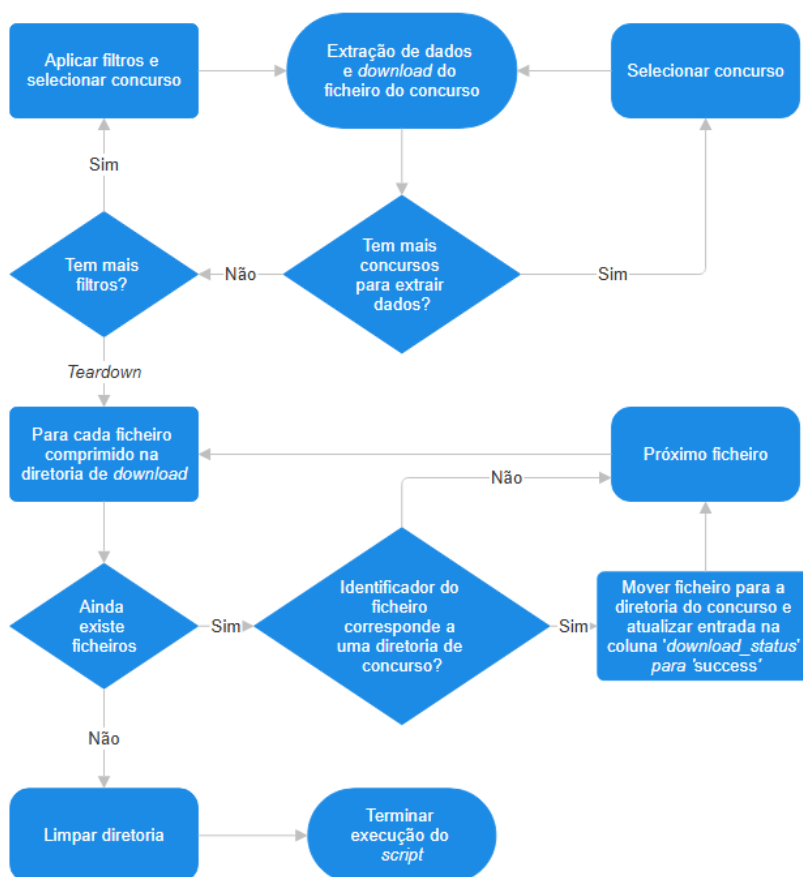 Aplicar filtros e
selecionar concurso
Extração de dados
e download do
ficheiro do concurso
Selecionar concurso
Sim
Tem mais
filtros?
Não
Tem mais
concursos
para extrair
dados?
Sim
Teardown
Para cada ficheiro
comprimido na
diretoria de download
Próximo ficheiro
Não
Ainda
existe
ficheiros
Sim
Identificador do
ficheiro
corresponde a
uma diretoria de
concurso?
Sim
Mover ficheiro para a
diretoria do concurso e
atualizar entrada na
coluna 'download_status'
para 'success'
Não
Limpar diretoria
Terminar
execução do
script